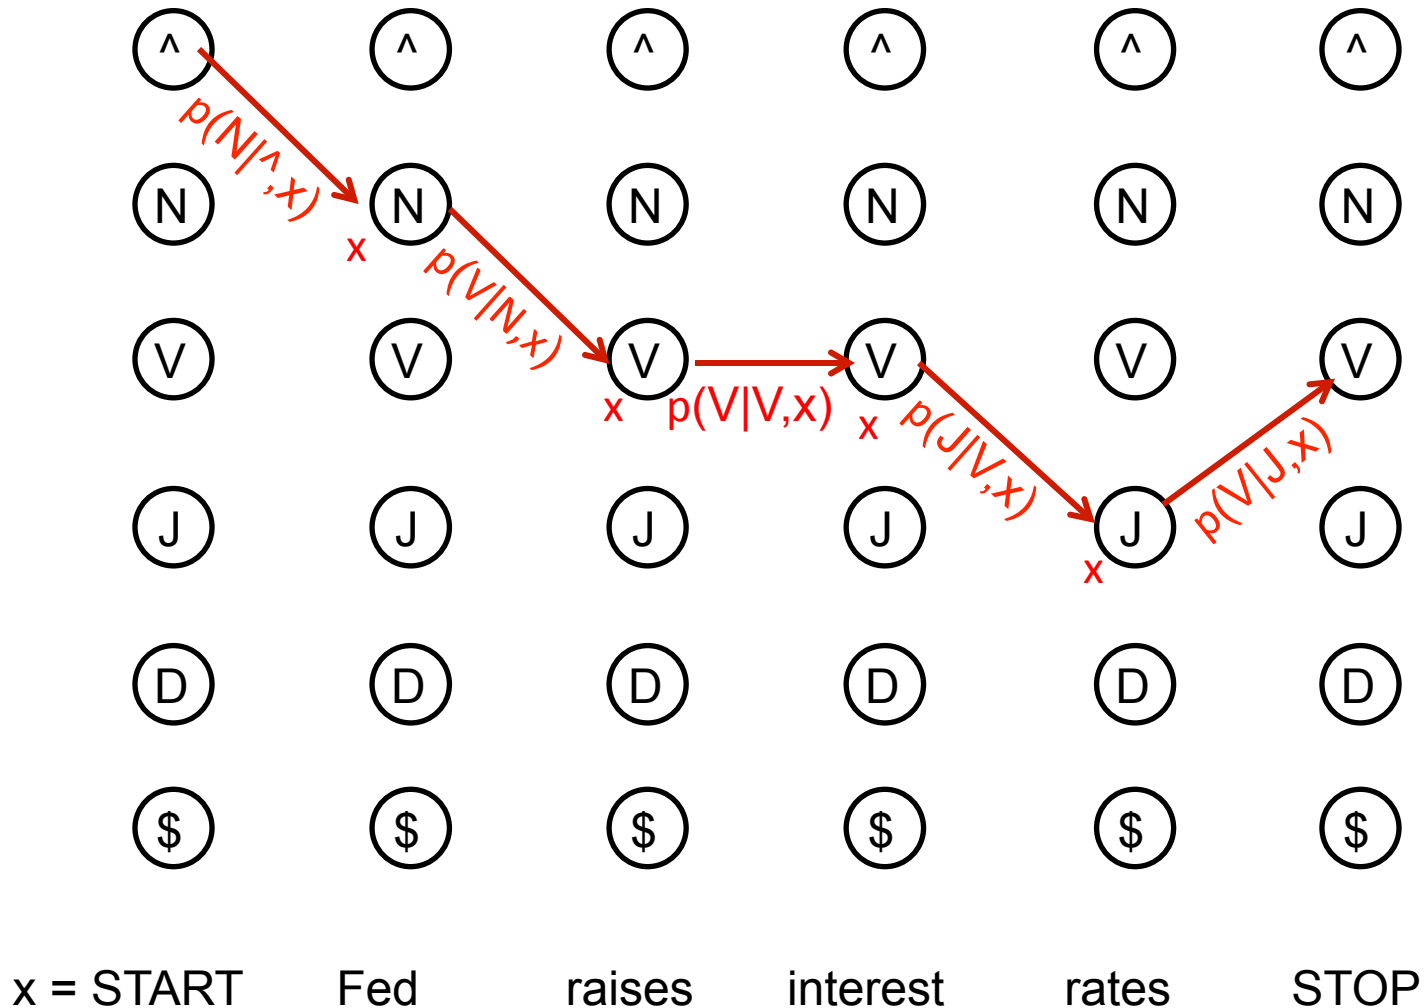 ^ ^ ^ ^ ^ ^
p(N|^,x)
N N N N N N
x
p(V|N,x)
V V V V V V
x p(V|V,x) x
p(J|V,x)
p(V|J,x)
J J J J J J
x
D D D D D D
$ $ $ $ $ $
x = START Fed raises interest rates STOP